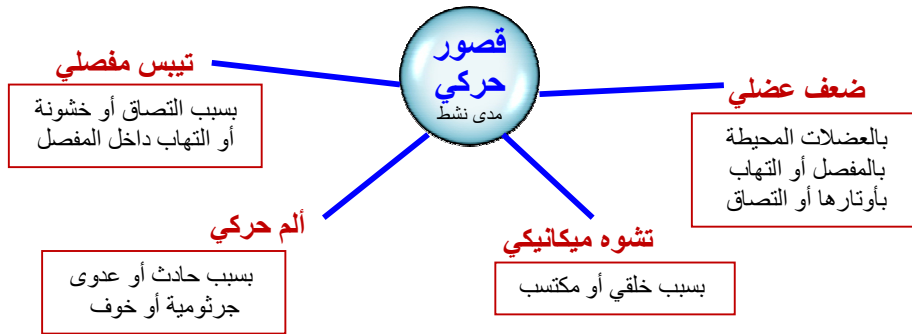 قصور
حركي
مدى نشط
ضعف عضلي
بالعضلات المحيطة
بالمفصل أو التهاب
بأوتارها أو التصاق
تيبس مفصلي
بسبب التصاق أو خشونة
أو التهاب داخل المفصل
تشوه ميكانيكي
بسبب خلقي أو مكتسب
ألم حركي
بسبب حادث أو عدوى
جرثومية أو خوف